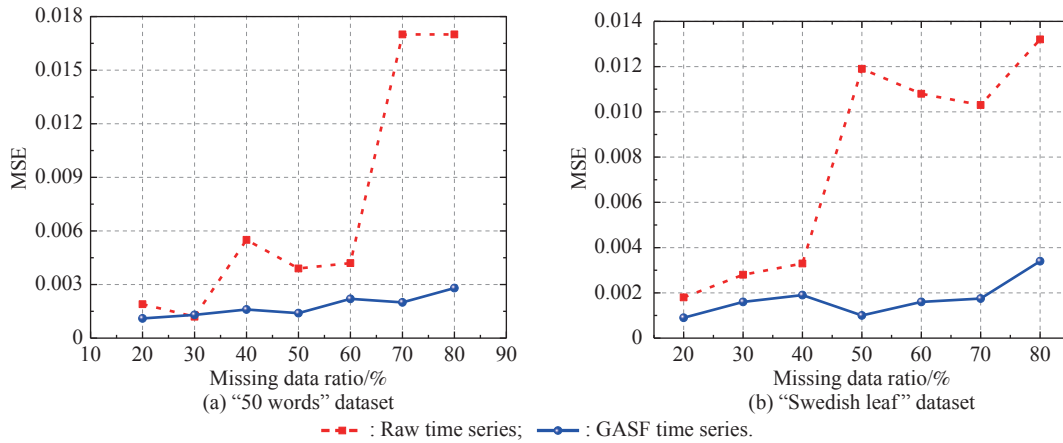 0.018
0.015
0.012
0.009
0.006
0.003
0
MSE
10 20 30 40 50 60 70 80 90
Missing data ratio/%
(a) “50 words” dataset
0.014
0.012
0.010
0.008
0.006
0.004
0.002
0
MSE
20 30 40 50 60 70 80
Missing data ratio/%
(b) “Swedish leaf” dataset
: Raw time series; : GASF time series.